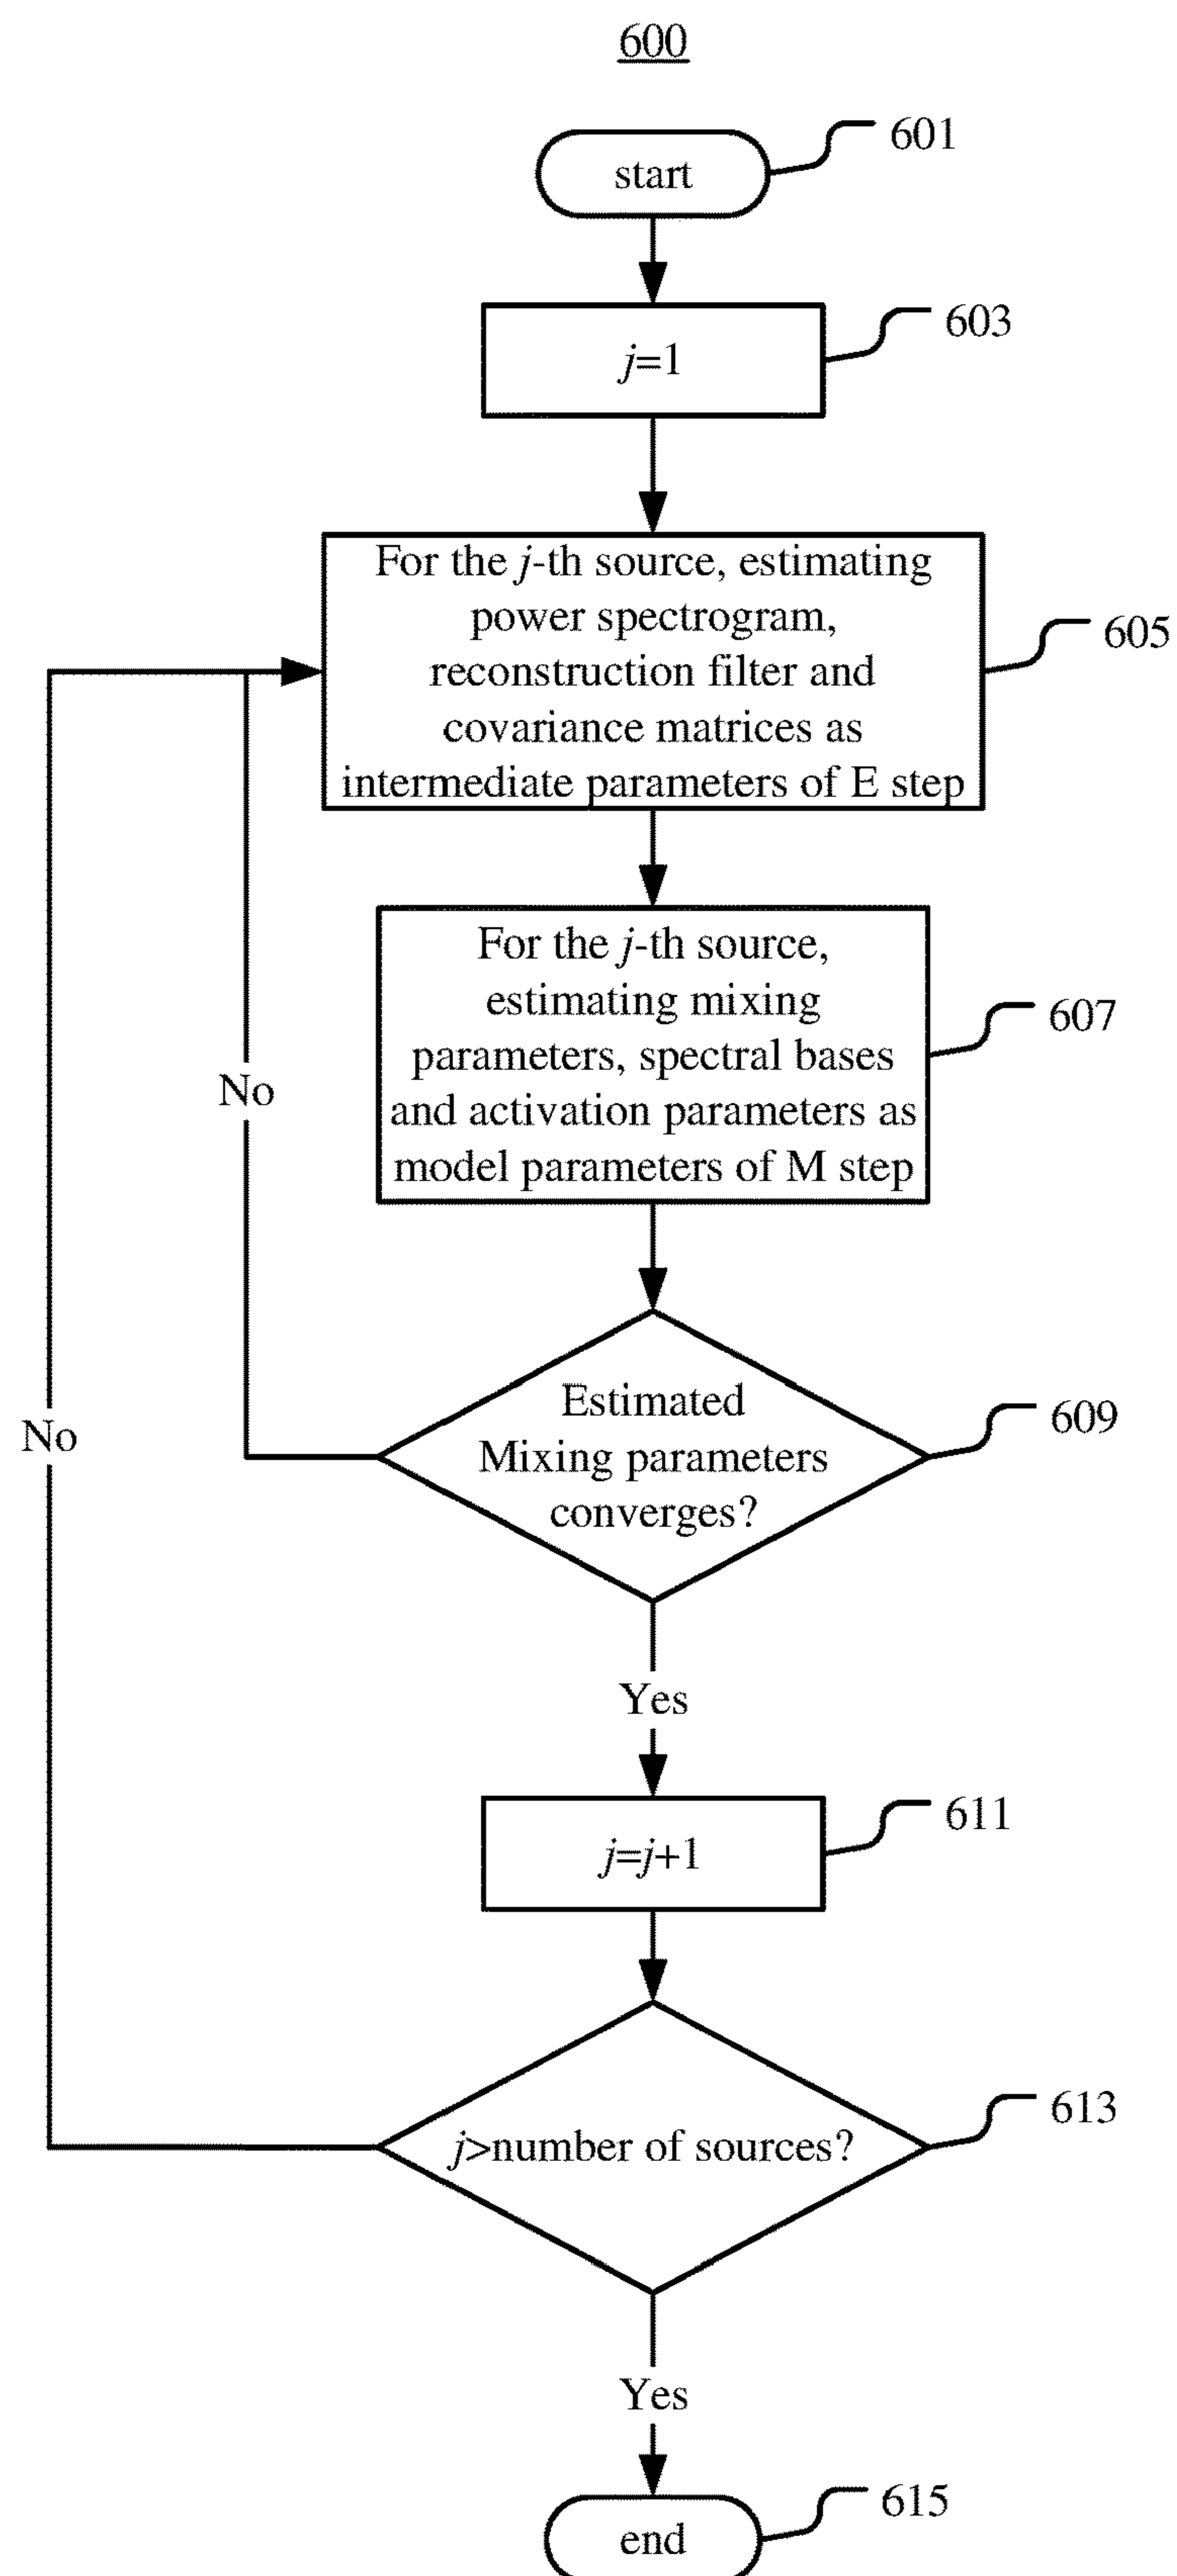 600
start
601
j=1
603
For the j-th source, estimating
power spectrogram,
reconstruction filter and
covariance matrices as
intermediate parameters of E step
605
For the j-th source,
estimating mixing
parameters, spectral bases
and activation parameters as
model parameters of M step
607
No
Estimated
Mixing parameters
converges?
609
No
Yes
j=j+1
611
j>number of sources?
613
Yes
end
615